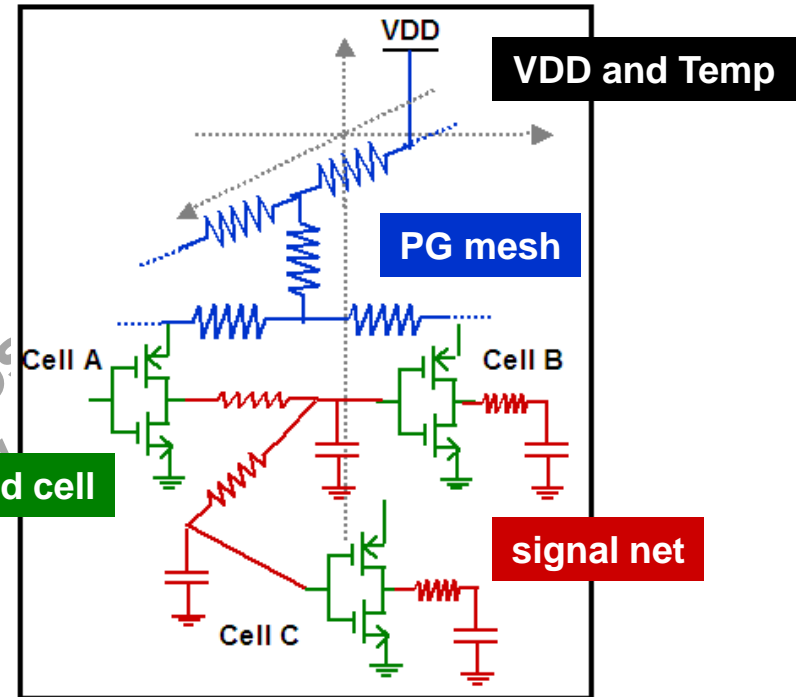 VDD
VDD and Temp
PG mesh
Cell A
Cell B
d cell
signal net
Cell C